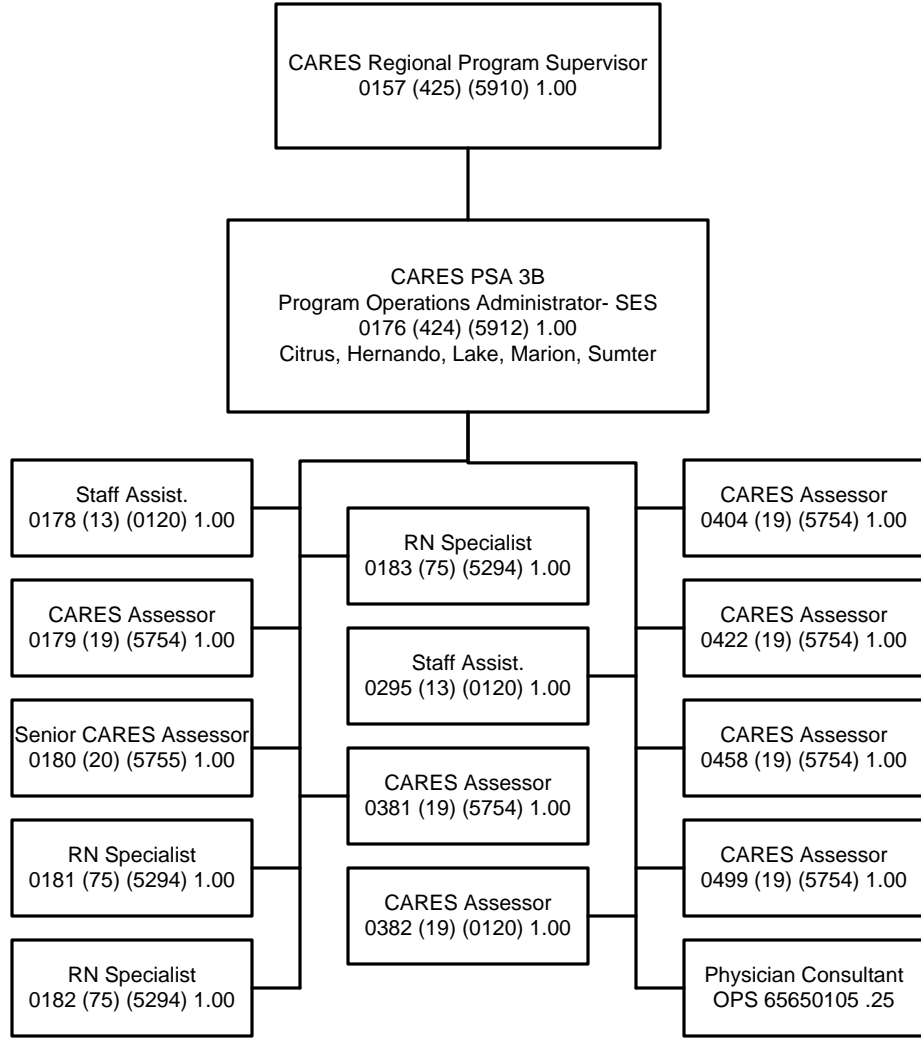 CARES Regional Program Supervisor
0157 (425) (5910) 1.00
CARES PSA 3B
Program Operations Administrator- SES
0176 (424) (5912) 1.00
Citrus, Hernando, Lake, Marion, Sumter
Staff Assist.
0178 (13) (0120) 1.00
CARES Assessor
0179 (19) (5754) 1.00
Senior CARES Assessor
0180 (20) (5755) 1.00
RN Specialist
0181 (75) (5294) 1.00
RN Specialist
0182 (75) (5294) 1.00
RN Specialist
0183 (75) (5294) 1.00
Staff Assist.
0295 (13) (0120) 1.00
CARES Assessor
0381 (19) (5754) 1.00
CARES Assessor
0382 (19) (0120) 1.00
CARES Assessor
0404 (19) (5754) 1.00
CARES Assessor
0422 (19) (5754) 1.00
CARES Assessor
0458 (19) (5754) 1.00
CARES Assessor
0499 (19) (5754) 1.00
Physician Consultant
OPS 65650105 .25